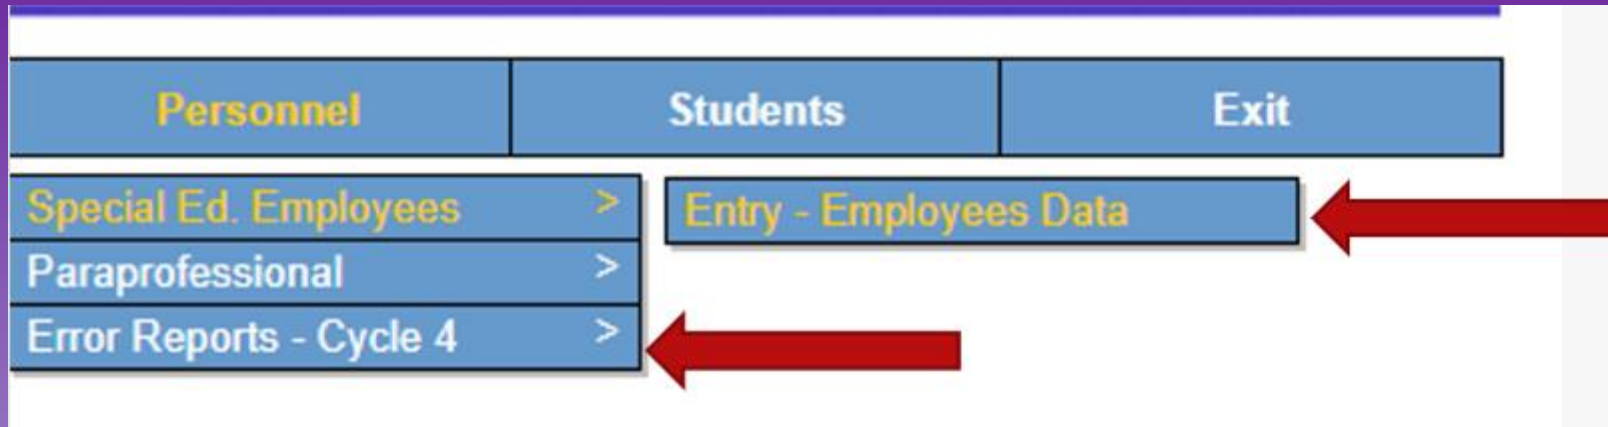 Personnel Students Exit
Special Ed. Employees > Entry - Employees Data
Paraprofessional >
Error Reports - Cycle 4 >